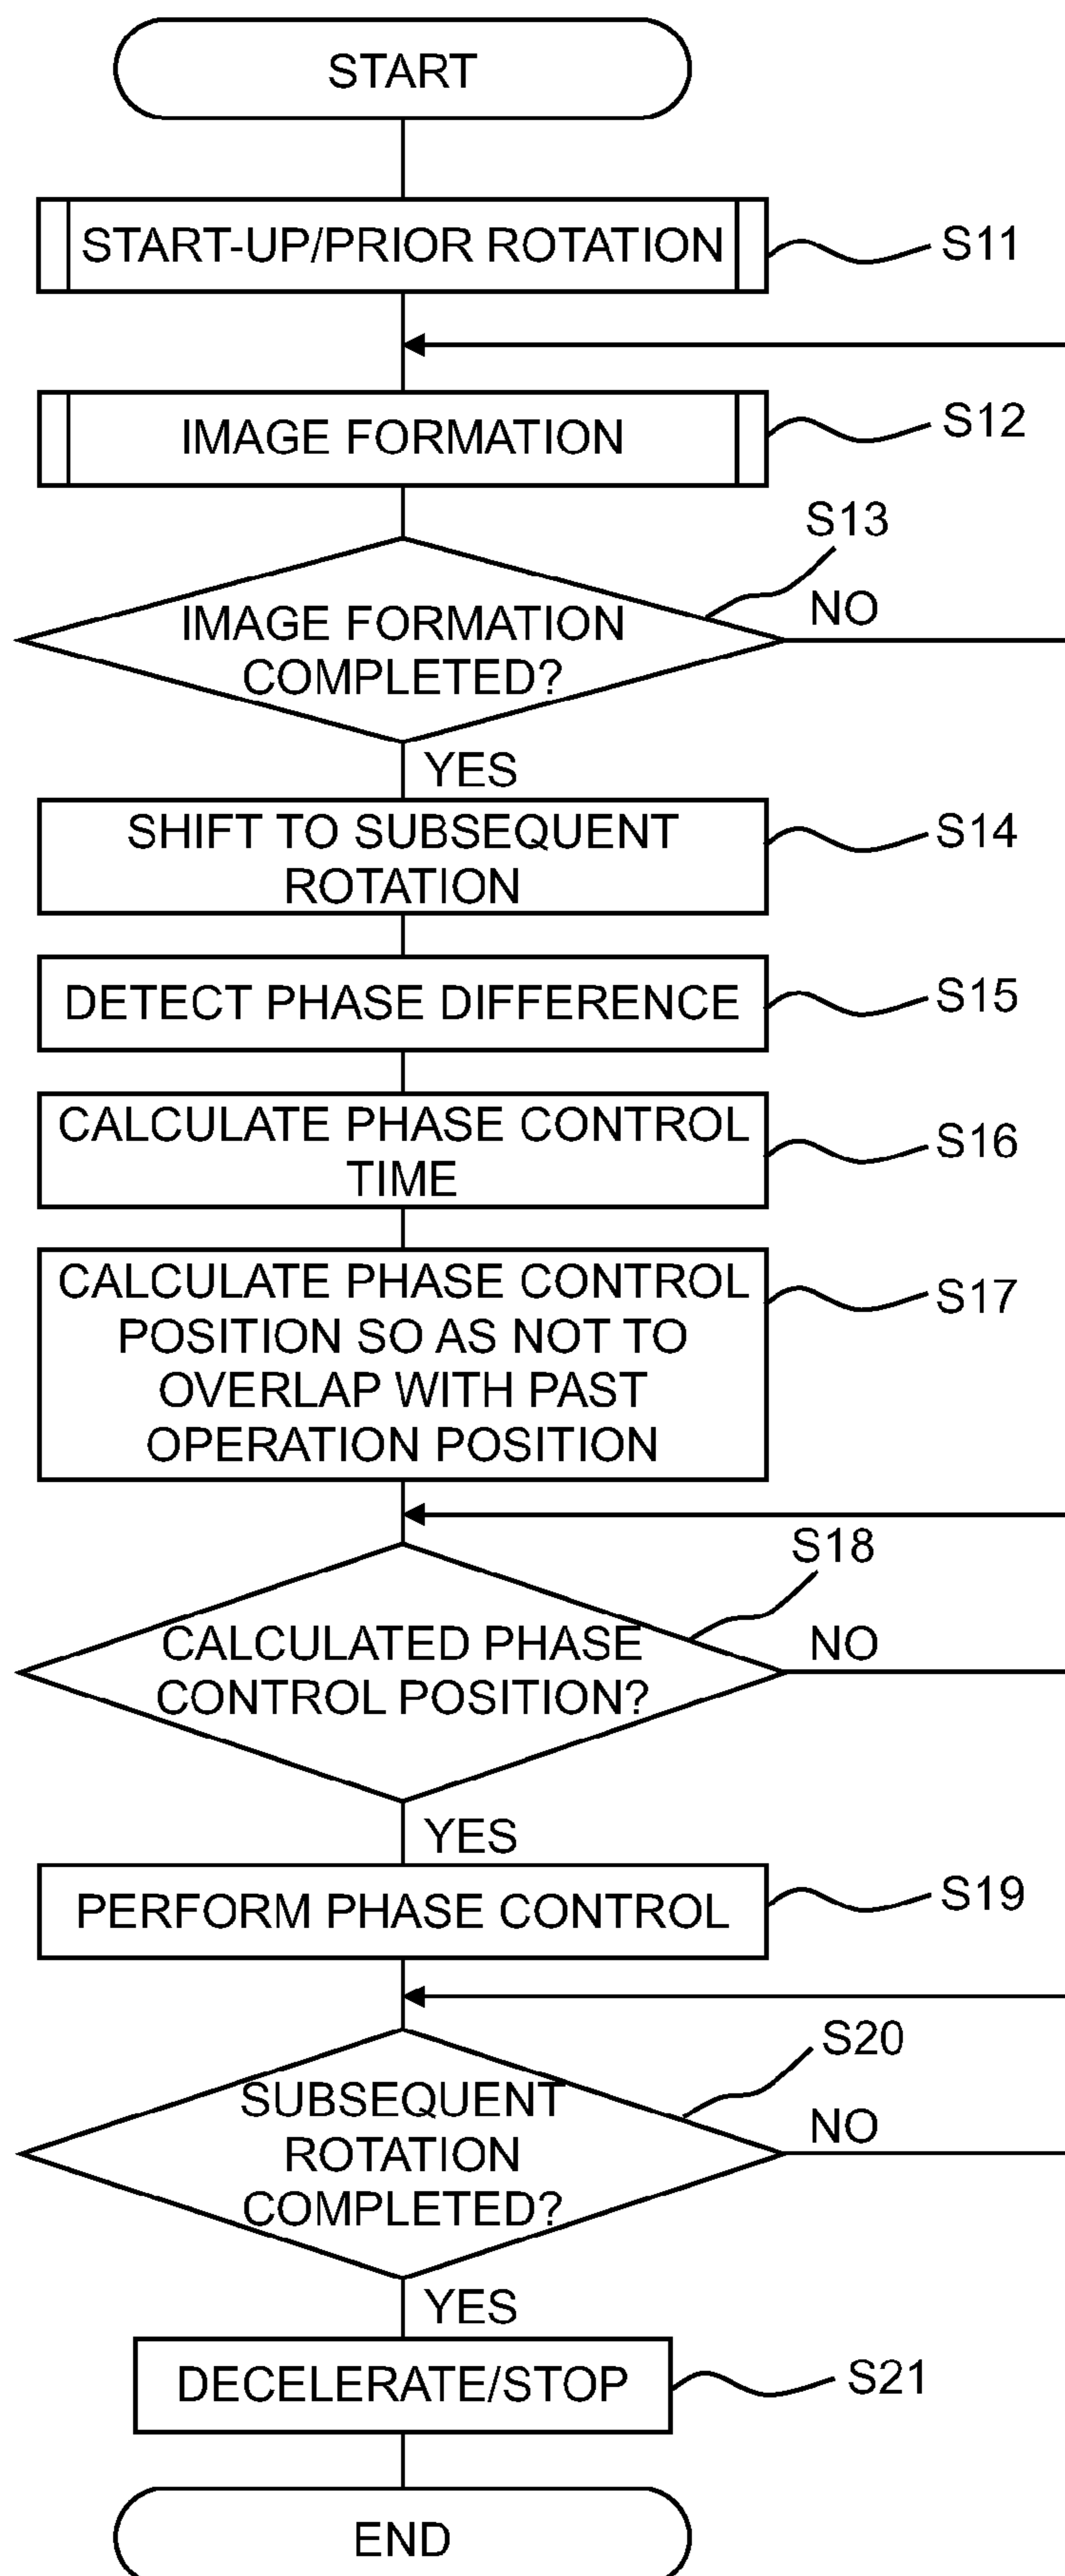 START
START-UP/PRIOR ROTATION
S11
IMAGE FORMATION
S12
S13
IMAGE FORMATION
COMPLETED?
NO
YES
SHIFT TO SUBSEQUENT
ROTATION
S14
DETECT PHASE DIFFERENCE
S15
CALCULATE PHASE CONTROL
TIME
S16
CALCULATE PHASE CONTROL
POSITION SO AS NOT TO
OVERLAP WITH PAST
OPERATION POSITION
S17
S18
CALCULATED PHASE
CONTROL POSITION?
NO
YES
PERFORM PHASE CONTROL
S19
S20
SUBSEQUENT
ROTATION
COMPLETED?
NO
YES
DECELERATE/STOP
S21
END